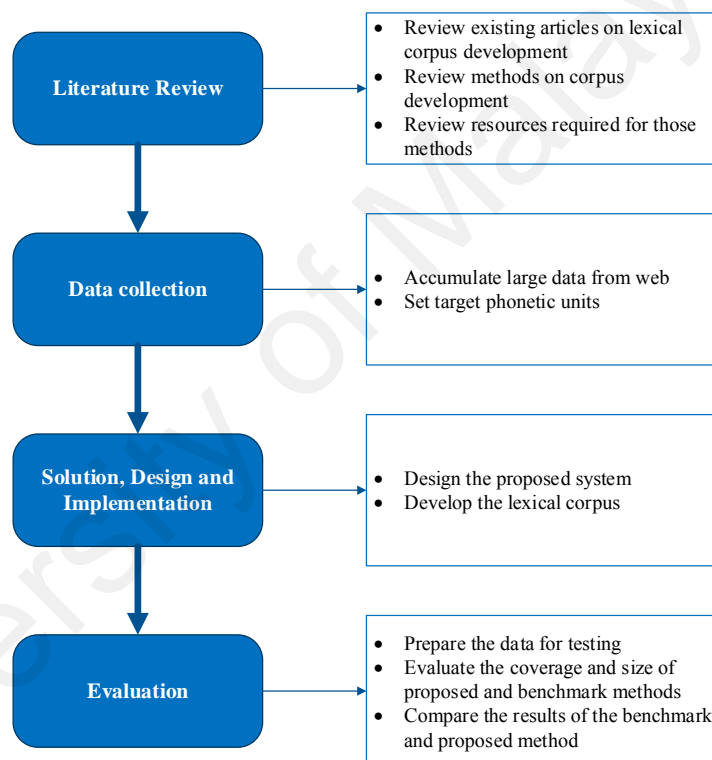 Literature Review
• Review existing articles on lexical
corpus development
• Review methods on corpus
development
• Review resources required for those
methods
Data collection
• Accumulate large data from web
• Set target phonetic units
Solution, Design and
Implementation
• Design the proposed system
• Develop the lexical corpus
Evaluation
• Prepare the data for testing
• Evaluate the coverage and size of
proposed and benchmark methods
• Compare the results of the benchmark
and proposed method
ersity of Malay